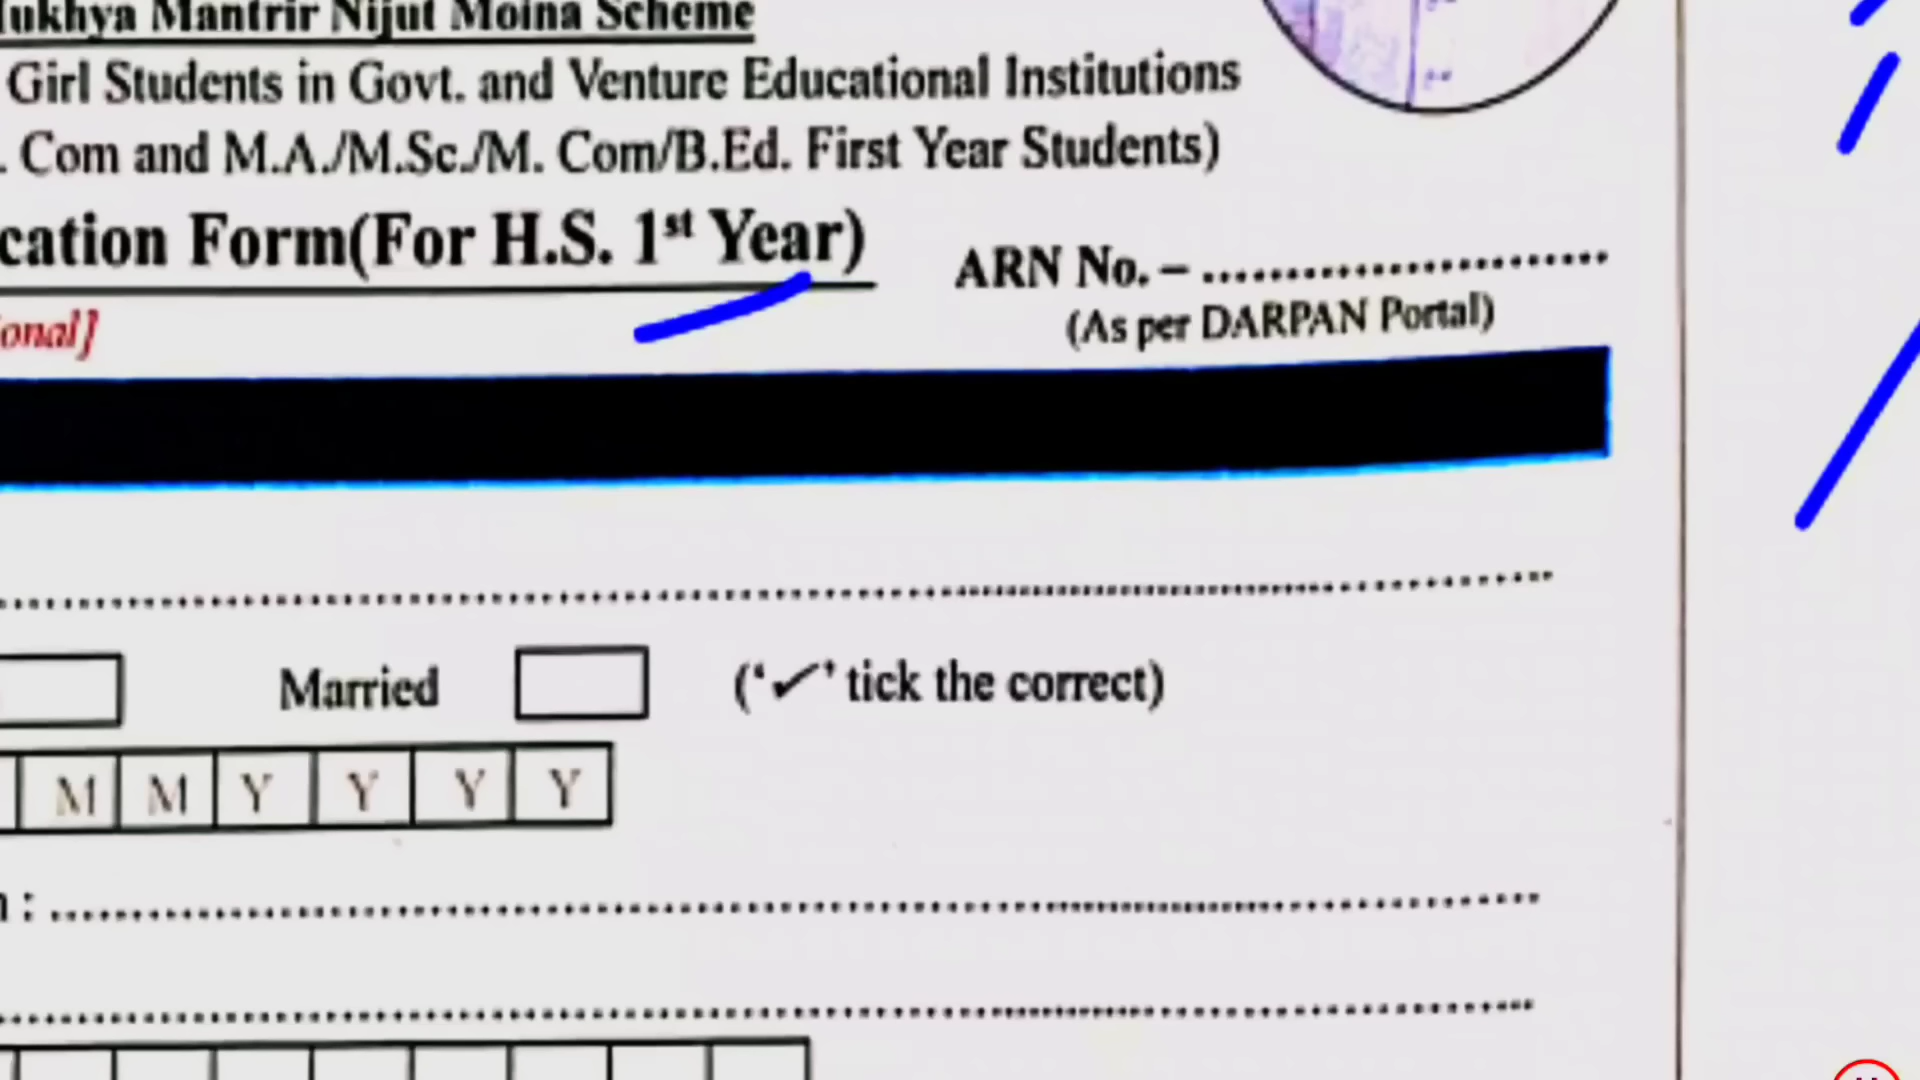 Mantrir Nijut Moina Scheme
Girl Students in Govt. and Venture Educational Institutions
. Com and M.A./M.Sc./M. Com/B.Ed. First Year Students)
cation Form(For H.S. 1st Year)
ARN No. – ..............................
onal]
(As per DARPAN Portal)
Married ('✓' tick the correct)
M M Y Y Y Y